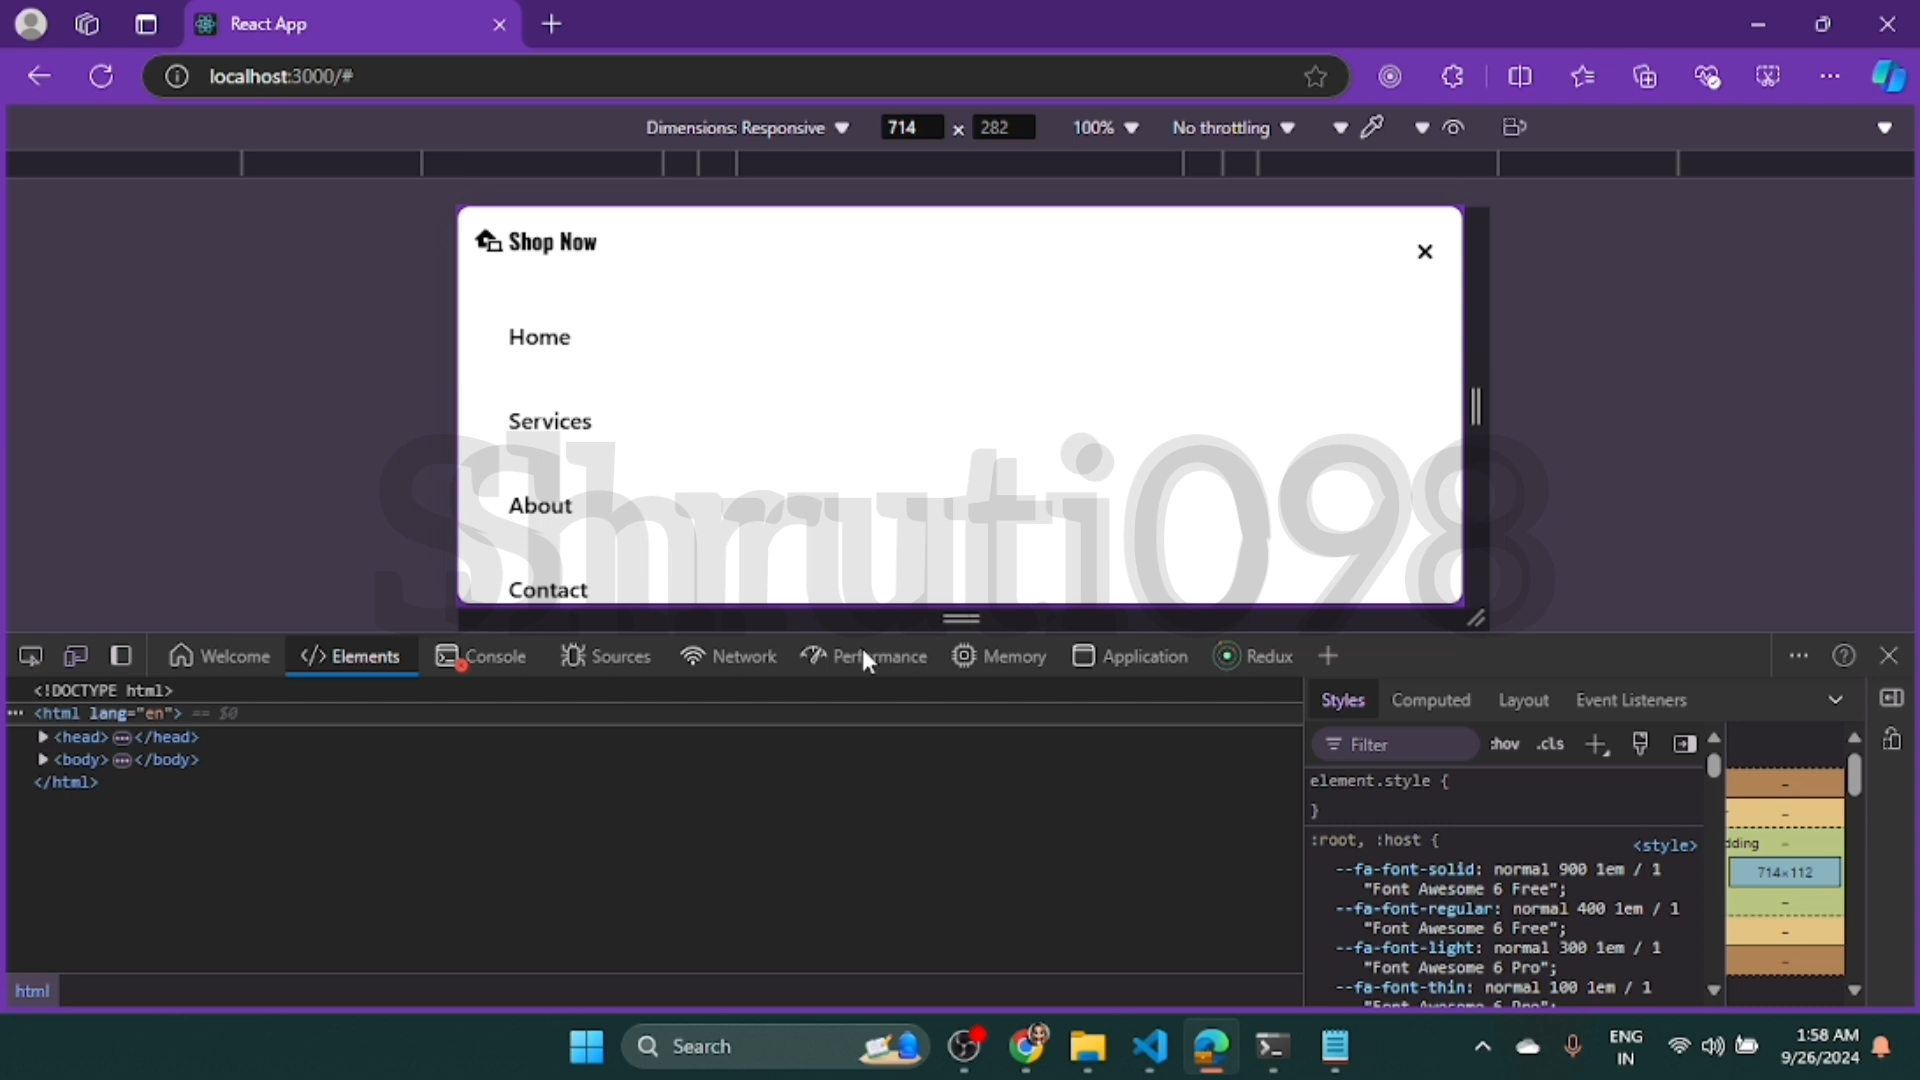 React App
localhost:3000/#
Dimensions: Responsive 714 x 282 100% No throttling
Shop Now
Home
Services
About
Contact
Shruti098
Welcome </> Elements Console Sources Network Performance Memory Application Redux
<!DOCTYPE html>
<html lang="en"> == $0
<head> </head>
<body> </body>
</html>
html
Styles Computed Layout Event Listeners
Filter :hov .cls
element.style {
}
:root, :host { <style>
--fa-font-solid: normal 900 1em / 1
"Font Awesome 6 Free";
--fa-font-regular: normal 400 1em / 1
"Font Awesome 6 Free";
--fa-font-light: normal 300 1em / 1
"Font Awesome 6 Pro";
--fa-font-thin: normal 100 1em / 1
"Font Awesome 6 Pro";
dding
714×112
Search
ENG
IN
1:58 AM
9/26/2024